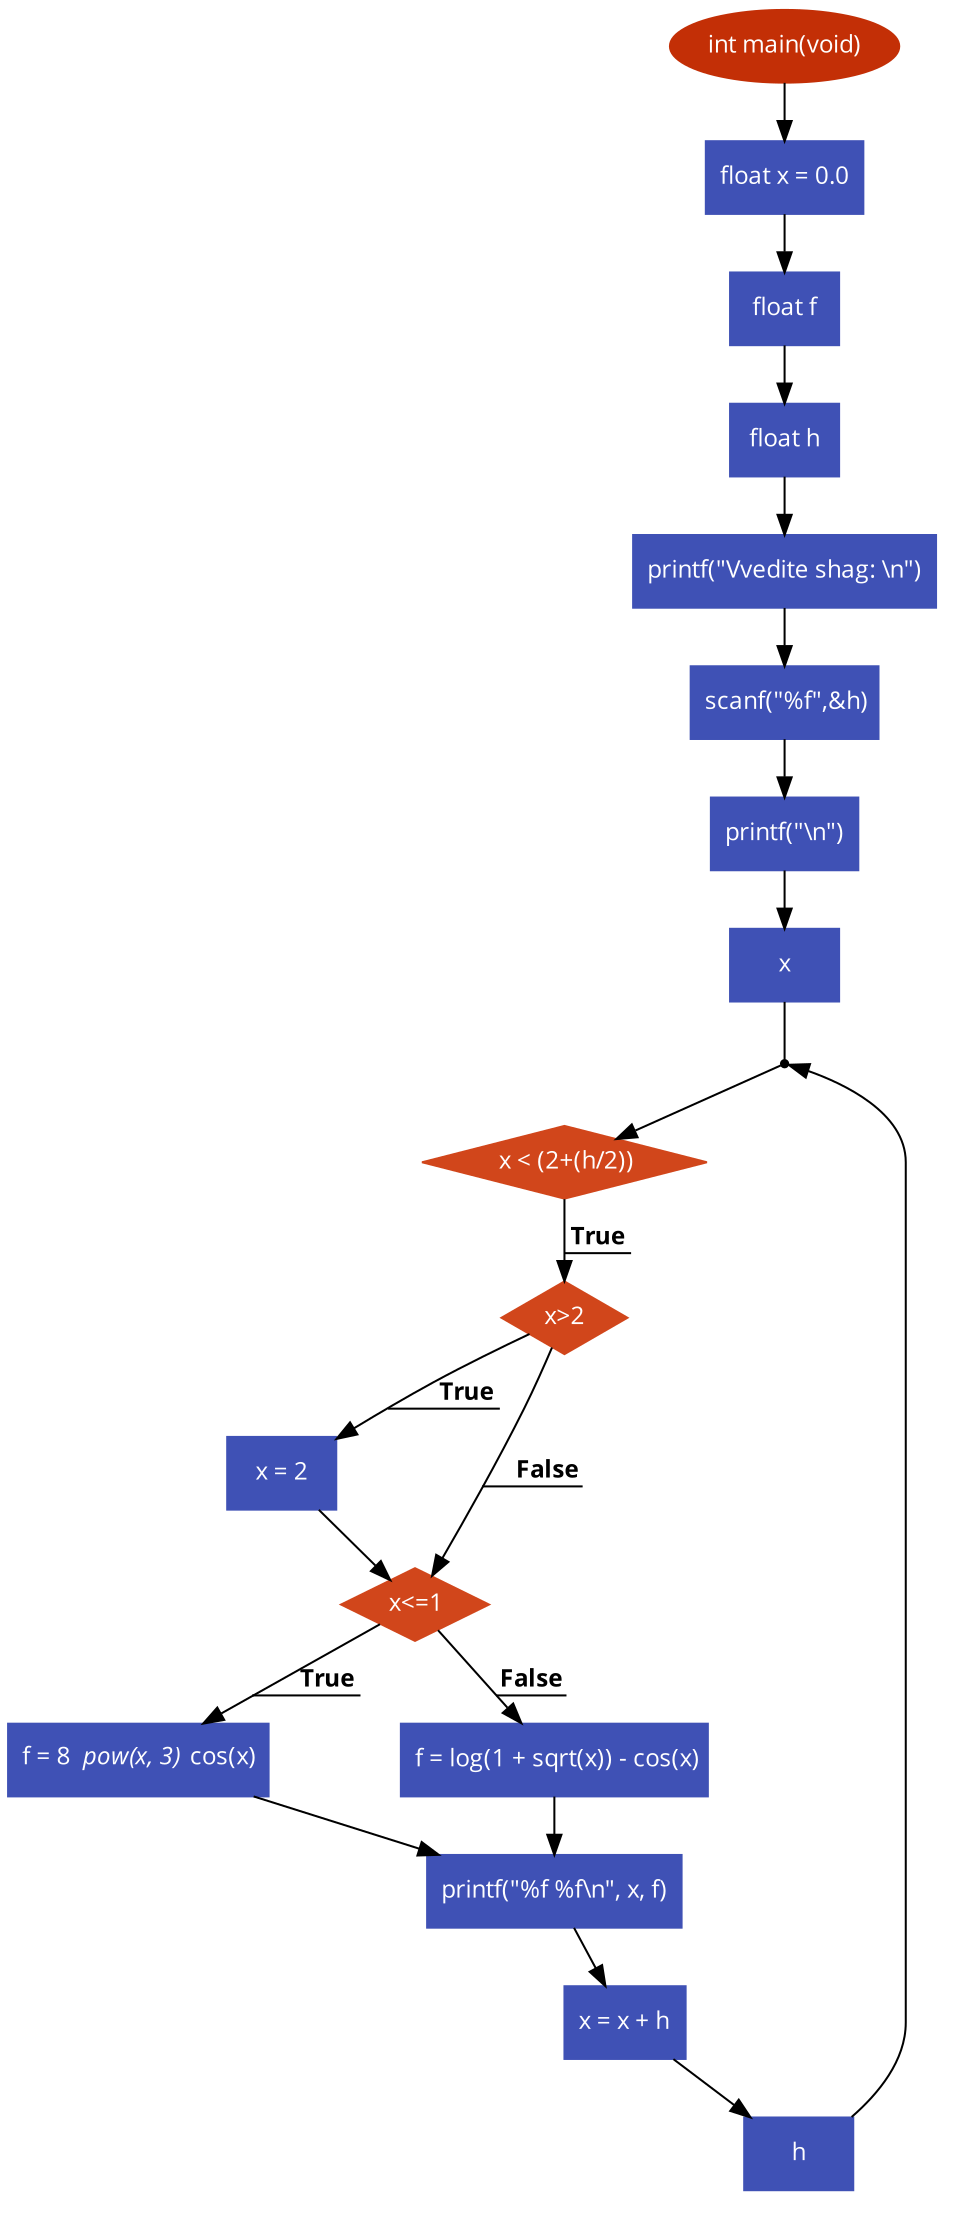 int main(void)
float x = 0.0
float f
float h
printf("Vvedite shag: \n")
scanf("%f",&h)
printf("\n")
x
x < (2+(h/2))
True
x>2
True
False
x = 2
x<=1
True
False
f = 8 pow(x, 3) cos(x)
f = log(1 + sqrt(x)) - cos(x)
printf("%f %f\n", x, f)
x = x + h
h